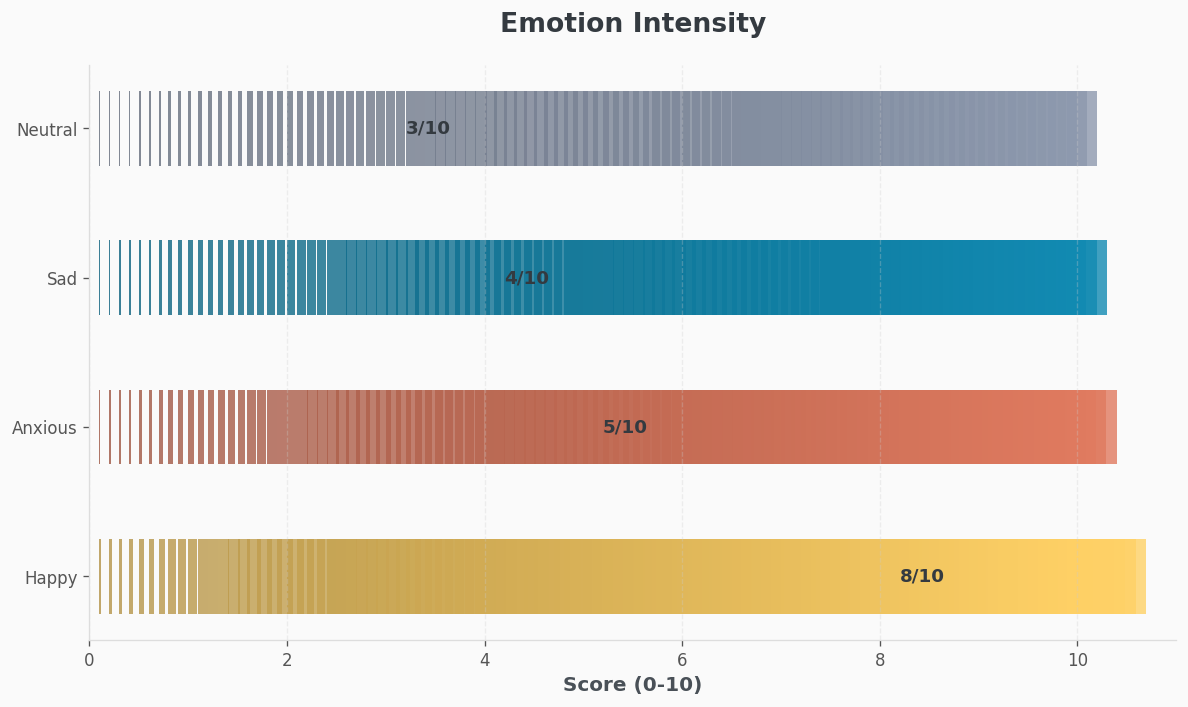 Emotion Intensity
Neutral
3/10
Sad
4/10
Anxious
5/10
Happy
8/10
0 2 4 6 8 10
Score (0-10)